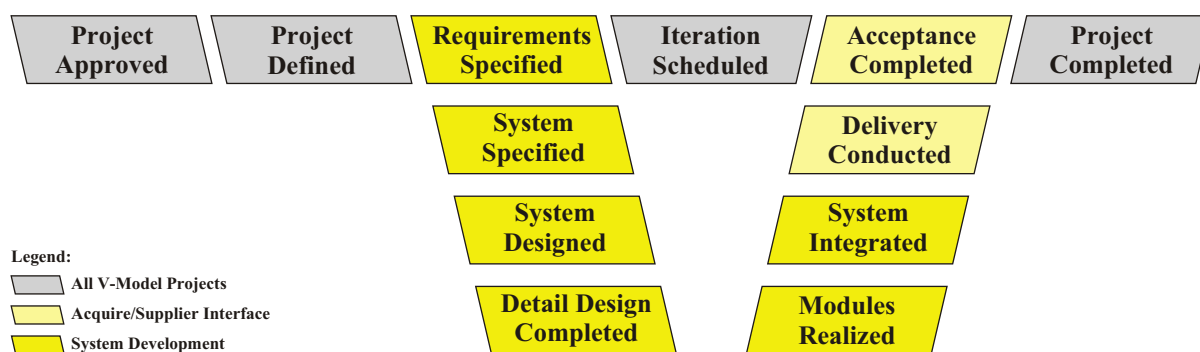 Project
Approved
Project
Defined
Requirements
Specified
Iteration
Scheduled
Acceptance
Completed
Project
Completed
System
Specified
Delivery
Conducted
System
Designed
System
Integrated
Detail Design
Completed
Modules
Realized
Legend:
All V-Model Projects
Acquire/Supplier Interface
System Development